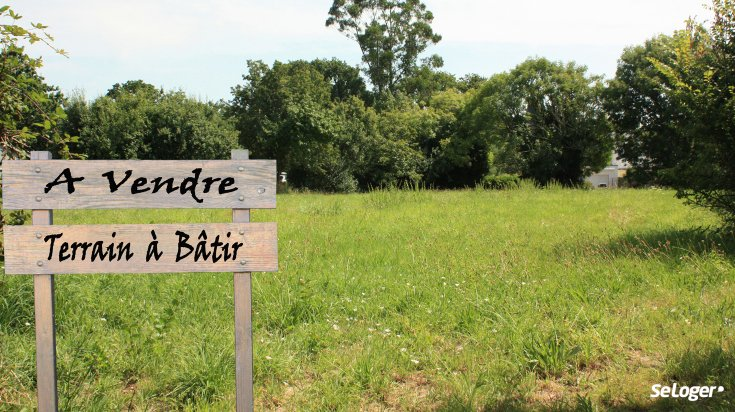 A Vendre
Terrain à Bâtir
SeLoger